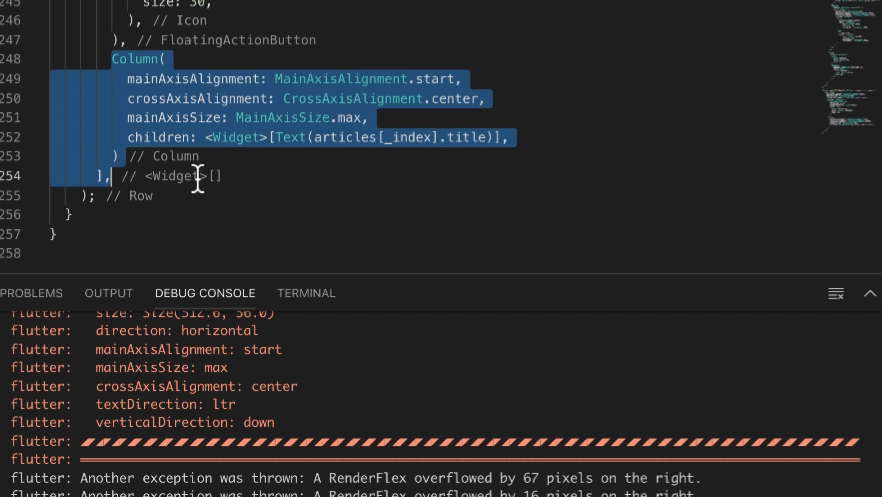 245 size: 30,
246 ), // Icon
247 ), // FloatingActionButton
248 Column(
249 mainAxisAlignment: MainAxisAlignment.start,
250 crossAxisAlignment: CrossAxisAlignment.center,
251 mainAxisSize: MainAxisSize.max,
252 children: <Widget>[Text(articles[_index].title)],
253 ) // Column
254 ], // <Widget>[]
255 ); // Row
256 }
257 }
258
PROBLEMS OUTPUT DEBUG CONSOLE TERMINAL
flutter: size: Size(312.6, 56.0)
flutter: direction: horizontal
flutter: mainAxisAlignment: start
flutter: mainAxisSize: max
flutter: crossAxisAlignment: center
flutter: textDirection: ltr
flutter: verticalDirection: down
flutter:
flutter:
flutter: Another exception was thrown: A RenderFlex overflowed by 67 pixels on the right.
flutter: Another exception was thrown: A RenderFlex overflowed by 16 pixels on the right.